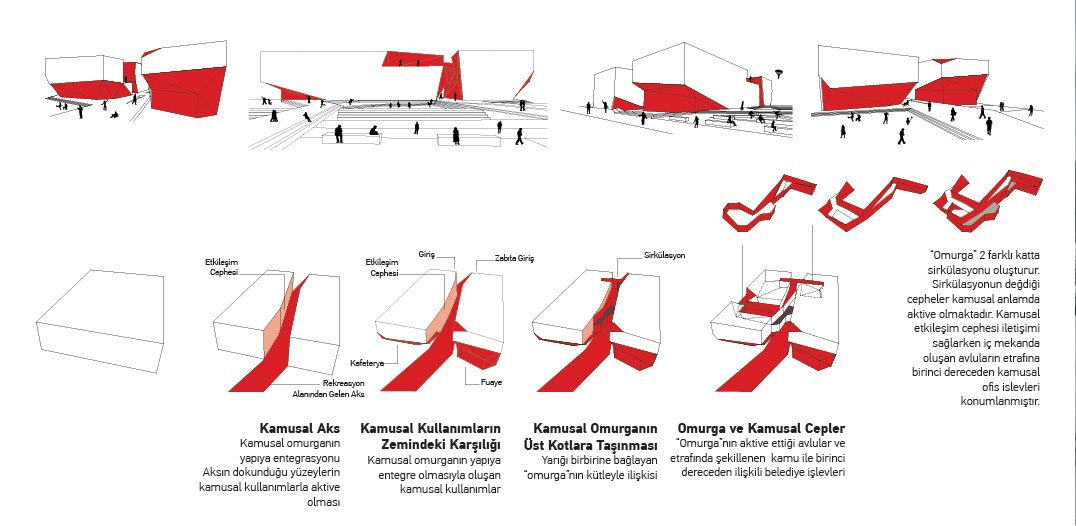 "Omurga" 2 farklı katta
sirkülasyonu oluşturur.
Sirkülasyonun değdiği
cepheler kamusal anlamda
aktive olmaktadır. Kamusal
etkileşim cephesi iletişimi
sağlarken iç mekanda
oluşan avluların etrafına
birinci dereceden kamusal
ofis islevleri
konumlanmıştır.
Etkileşim
Cephesi
Rekreasyon
Alanından Gelen Aks
Giriş
Etkileşim
Cephesi
Zabıta Giriş
Kafeterya
Fuaye
Sirkülasyon
Kamusal Aks
Kamusal omurganın
yapıya entegrasyonu
Aksın dokunduğu yüzeylerin
kamusal kullanımlarla aktive
olması
Kamusal Kullanımların
Zemindeki Karşılığı
Kamusal omurganın yapıya
entegre olmasıyla oluşan
kamusal kullanımlar
Kamusal Omurganın
Üst Kotlara Taşınması
Yarığı birbirine bağlayan
"omurga"nın kütleyle ilişkisi
Omurga ve Kamusal Cepler
"Omurga"nın aktive ettiği avlular ve
etrafında şekillenen kamu ile birinci
dereceden ilişkili belediye işlevleri